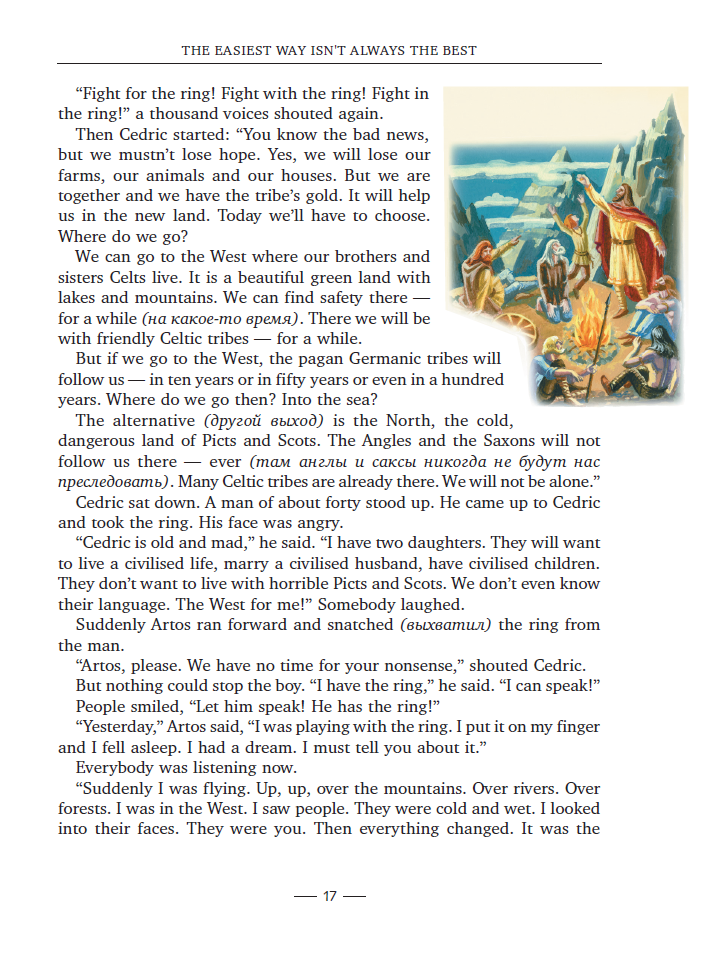 THE EASIEST WAY ISN'T ALWAYS THE BEST
“Fight for the ring! Fight with the ring! Fight in
the ring!” a thousand voices shouted again.
Then Cedric started: “You know the bad news,
but we mustn’t lose hope. Yes, we will lose our
farms, our animals and our houses. But we are
together and we have the tribe’s gold. It will help
us in the new land. Today we’ll have to choose.
Where do we go?
We can go to the West where our brothers and
sisters Celts live. It is a beautiful green land with
lakes and mountains. We can find safety there —
for a while (на какое-то время). There we will be
with friendly Celtic tribes — for a while.
But if we go to the West, the pagan Germanic tribes will
follow us — in ten years or in fifty years or even in a hundred
years. Where do we go then? Into the sea?
The alternative (другой выход) is the North, the cold,
dangerous land of Picts and Scots. The Angles and the Saxons will not
follow us there — ever (там англы и саксы никогда не будут нас
преследовать). Many Celtic tribes are already there. We will not be alone.”
Cedric sat down. A man of about forty stood up. He came up to Cedric
and took the ring. His face was angry.
“Cedric is old and mad,” he said. “I have two daughters. They will want
to live a civilised life, marry a civilised husband, have civilised children.
They don’t want to live with horrible Picts and Scots. We don’t even know
their language. The West for me!” Somebody laughed.
Suddenly Artos ran forward and snatched (выхватил) the ring from
the man.
“Artos, please. We have no time for your nonsense,” shouted Cedric.
But nothing could stop the boy. “I have the ring,” he said. “I can speak!”
People smiled, “Let him speak! He has the ring!”
“Yesterday,” Artos said, “I was playing with the ring. I put it on my finger
and I fell asleep. I had a dream. I must tell you about it.”
Everybody was listening now.
“Suddenly I was flying. Up, up, over the mountains. Over rivers. Over
forests. I was in the West. I saw people. They were cold and wet. I looked
into their faces. They were you. Then everything changed. It was the
— 17 —